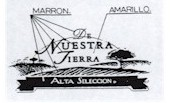 MARRON. AMARILLO.
De
NUESTRA
TIERRA
ALTA SELECCION